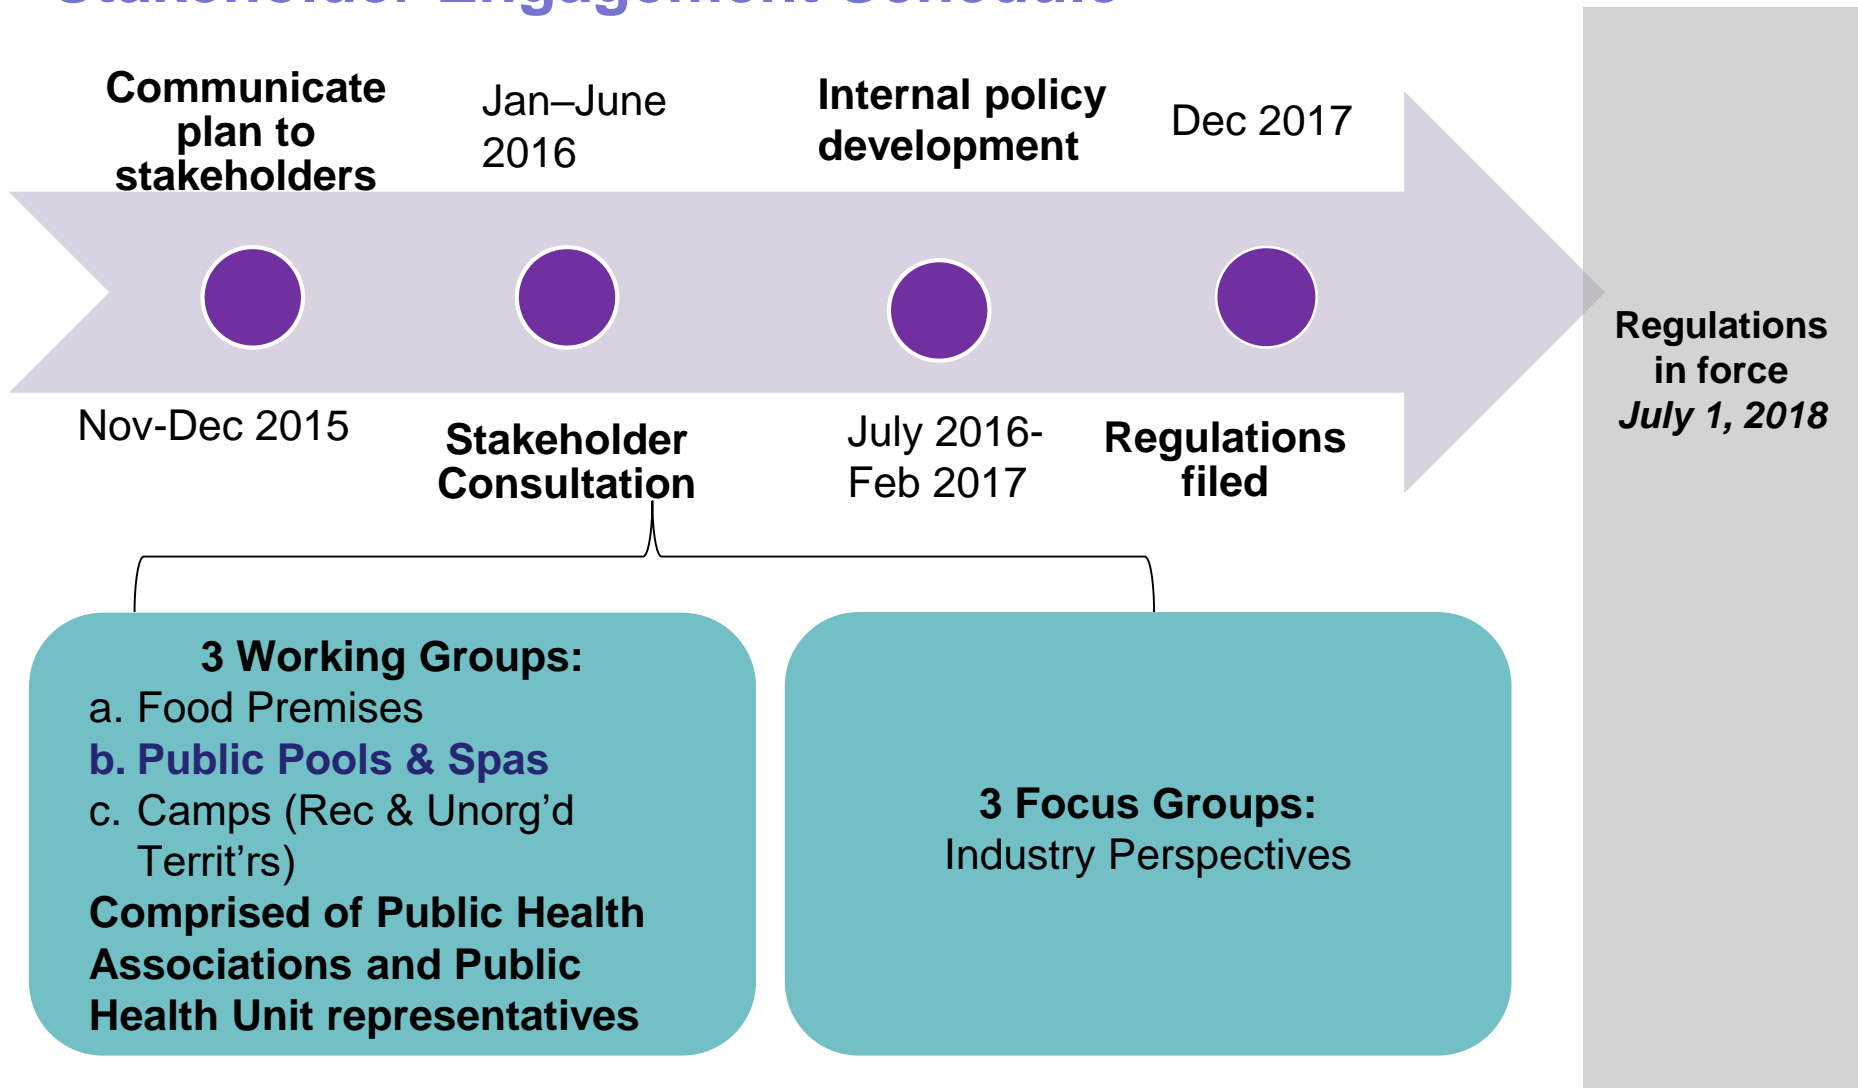 Stakeholder Engagement Schedule
Communicate
plan to
stakeholders
Jan–June
2016
Internal policy
development
Dec 2017
Nov-Dec 2015
Stakeholder
Consultation
July 2016-
Feb 2017
Regulations
filed
Regulations
in force
July 1, 2018
3 Working Groups:
a. Food Premises
b. Public Pools & Spas
c. Camps (Rec & Unorg’d
Territ’rs)
Comprised of Public Health
Associations and Public
Health Unit representatives
3 Focus Groups:
Industry Perspectives